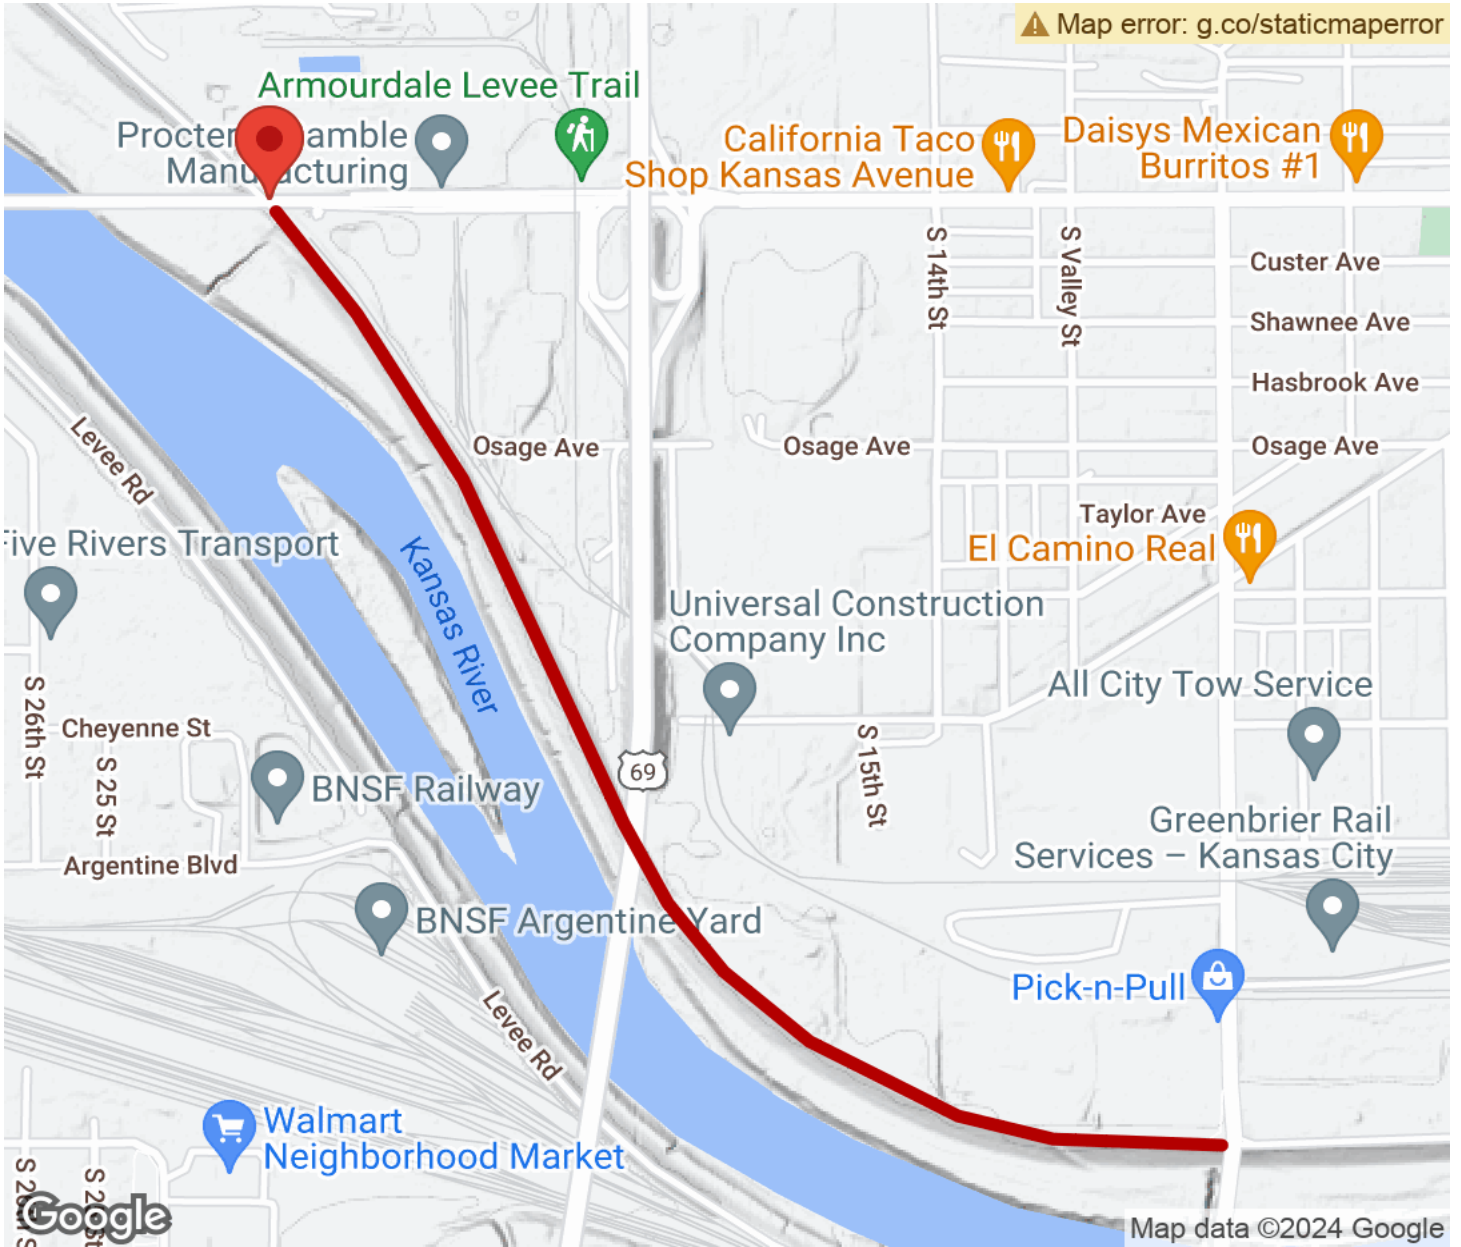 Map error: g.co/staticmaperror
Armourdale Levee Trail
Procter
amble
Manu
acturing
California Taco
Shop Kansas Avenue
Daisys Mexican
Burritos #1
S 14th St
S Valley St
Custer Ave
Shawnee Ave
Hasbrook Ave
Osage Ave
Osage Ave
Osage Ave
Levee Rd
Taylor Ave
El Camino Real
Five Rivers Transport
Kansas River
Universal Construction
Company Inc
All City Tow Service
S 26th St
Cheyenne St
S 25 St
S 15th St
69
BNSF Railway
Greenbrier Rail
Services – Kansas City
Argentine Blvd
BNSF Argentine Yard
Pick-n-Pull
Levee Rd
Walmart
Neighborhood Market
Google
Map data ©2024 Google